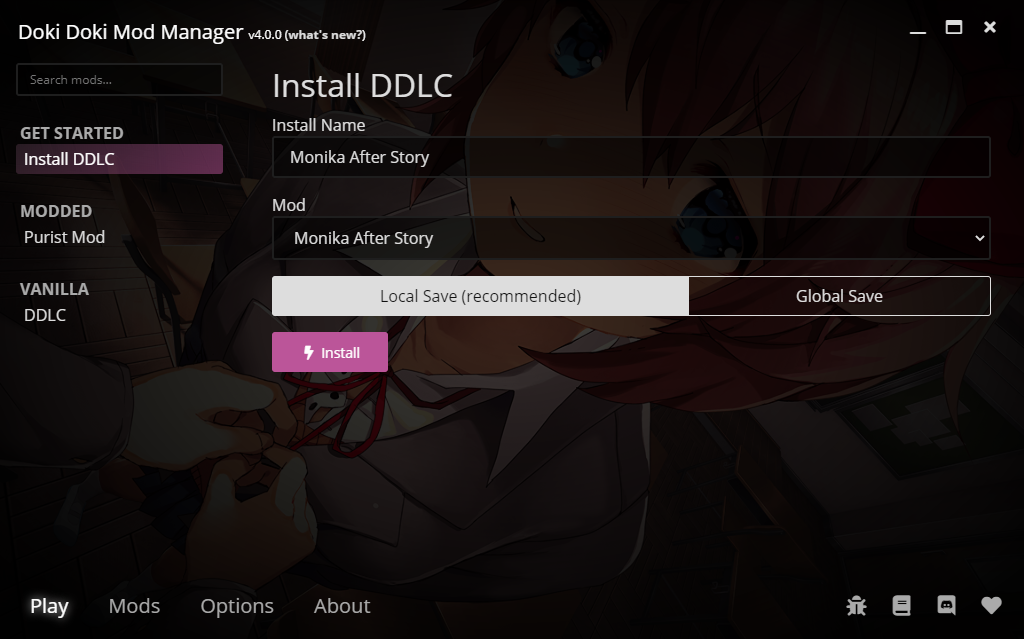 Doki Doki Mod Manager v4.0.0 (what's new?)
Search mods...
GET STARTED
Install DDLC
MODDED
Purist Mod
VANILLA
DDLC
Install DDLC
Install Name
Monika After Story
Mod
Monika After Story
Local Save (recommended) Global Save
Install
Play Mods Options About